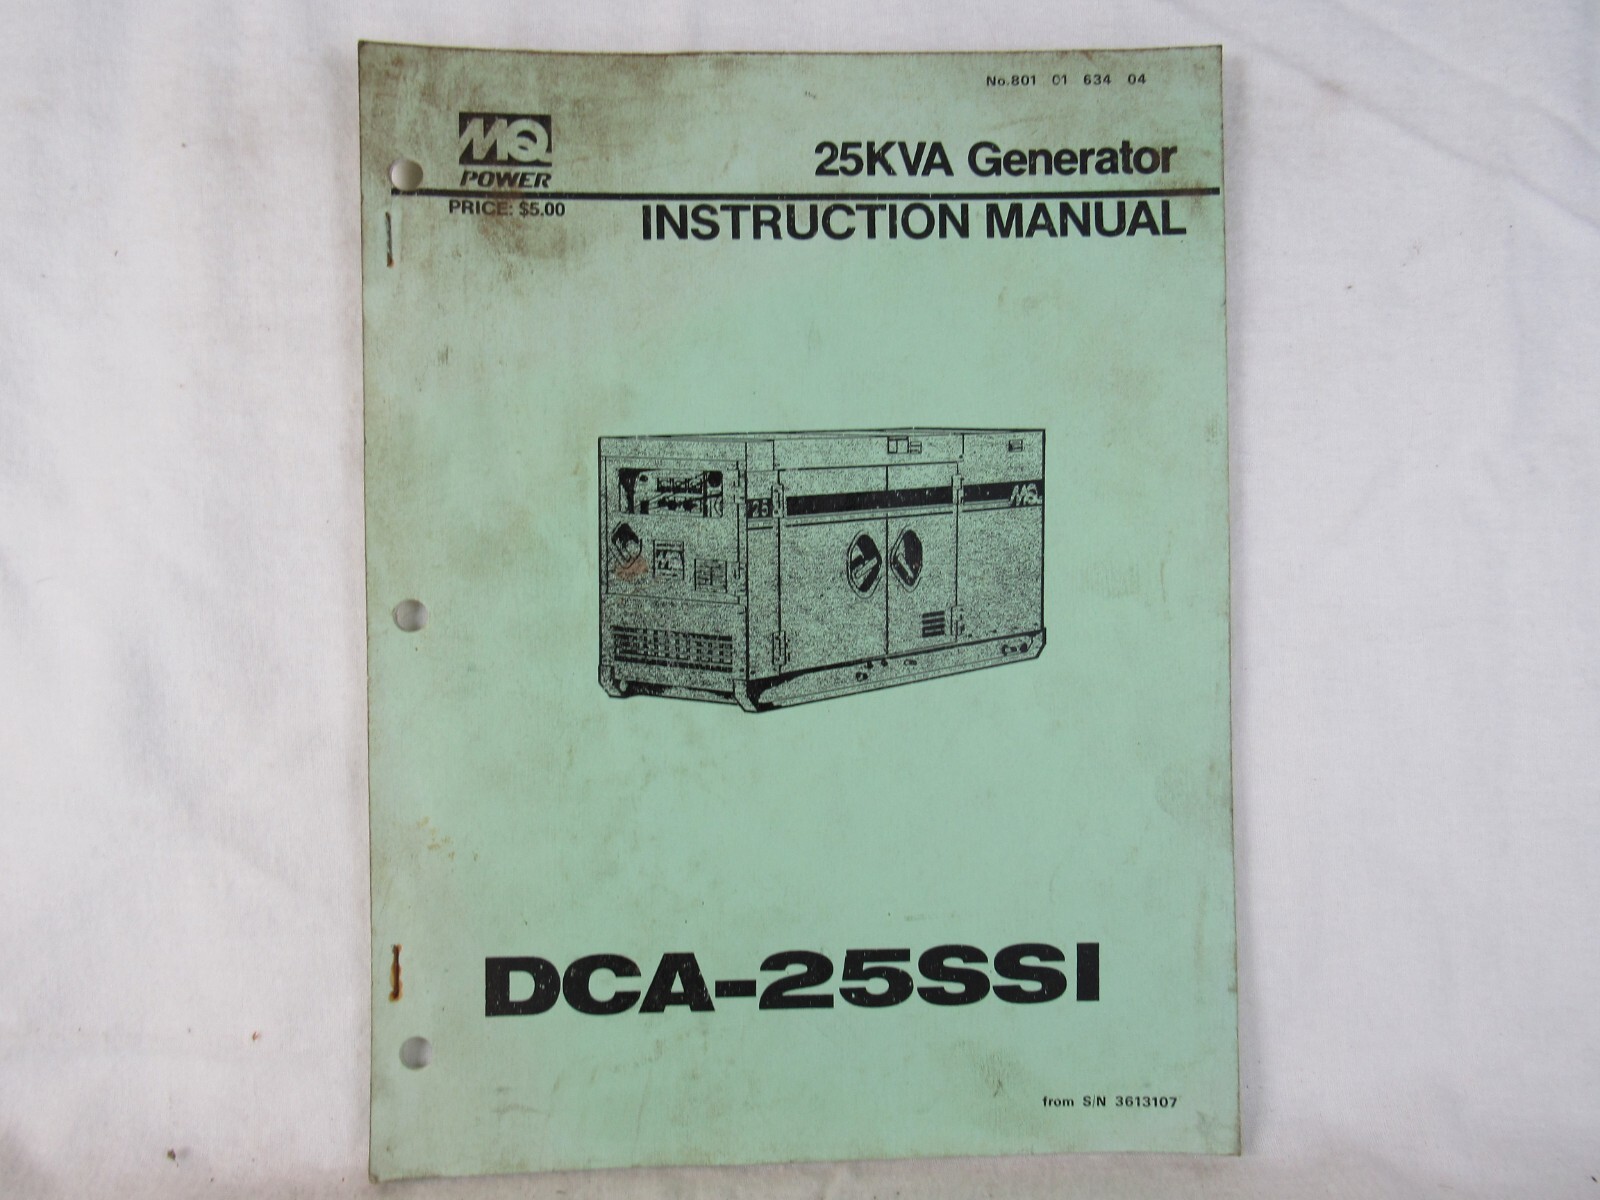 No.801 01 634 04
MQ
POWER
25KVA Generator
PRICE: $5.00
INSTRUCTION MANUAL
25
MQ
DCA-25SSI
from S/N 3613107